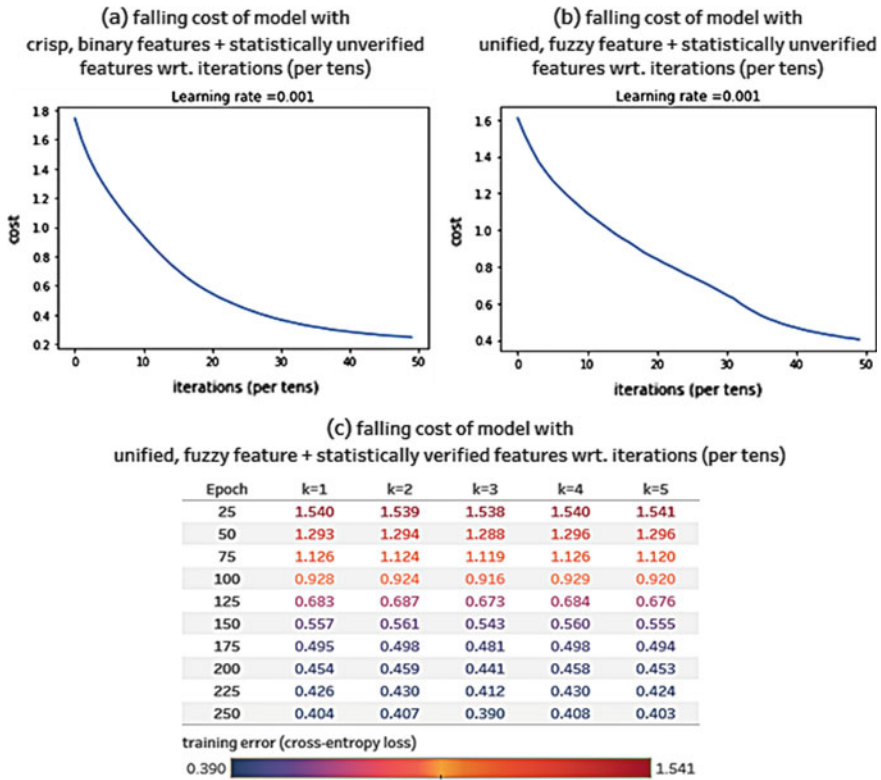 (a) falling cost of model with
crisp, binary features + statistically unverified
features wrt. iterations (per tens)
Learning rate =0.001
1.8
1.6
1.4
1.2
1.0
0.8
0.6
0.4
0.2
cost
0 10 20 30 40 50
iterations (per tens)
(b) falling cost of model with
unified, fuzzy feature + statistically unverified
features wrt. iterations (per tens)
Learning rate =0.001
1.6
1.4
1.2
1.0
0.8
0.6
0.4
cost
0 10 20 30 40 50
iterations (per tens)
(c) falling cost of model with
unified, fuzzy feature + statistically verified features wrt. iterations (per tens)
Epoch k=1 k=2 k=3 k=4 k=5
25 1.540 1.539 1.538 1.540 1.541
50 1.293 1.294 1.288 1.296 1.296
75 1.126 1.124 1.119 1.126 1.120
100 0.928 0.924 0.916 0.929 0.920
125 0.683 0.687 0.673 0.684 0.676
150 0.557 0.561 0.543 0.560 0.555
175 0.495 0.498 0.481 0.498 0.494
200 0.454 0.459 0.441 0.458 0.453
225 0.426 0.430 0.412 0.430 0.424
250 0.404 0.407 0.390 0.408 0.403
training error (cross-entropy loss)
0.390 1.541